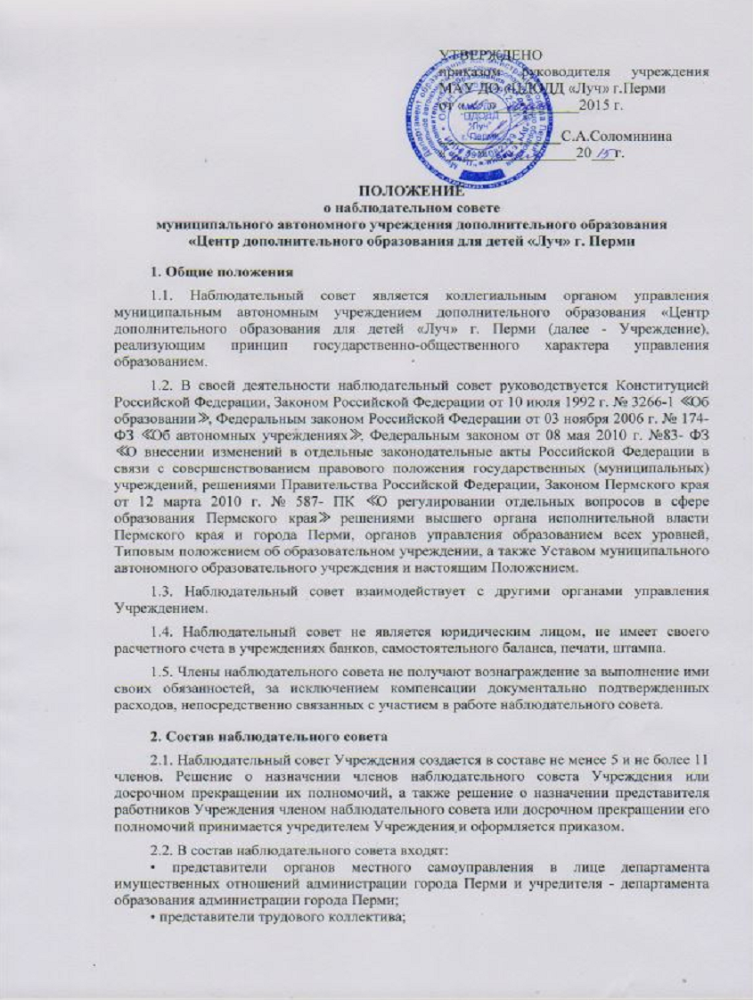 УТВЕРЖДЕНО
приказом руководителя учреждения
МАУ ДО «ЦДОДД «Луч» г.Перми
2015 г.
С.А.Соломинина
20 15 г.
ПОЛОЖЕНИЕ
о наблюдательном совете
муниципального автономного учреждения дополнительного образования
«Центр дополнительного образования для детей «Луч» г. Перми
1. Общие положения
1.1. Наблюдательный совет является коллегиальным органом управления
муниципальным автономным учреждением дополнительного образования «Центр
дополнительного образования для детей «Луч» г. Перми (далее - Учреждение),
реализующим принцип государственно-общественного характера управления
образованием.
1.2. В своей деятельности наблюдательный совет руководствуется Конституцией
Российской Федерации, Законом Российской Федерации от 10 июля 1992 г. № 3266-1 ≪Об
образовании≫, Федеральным законом Российской Федерации от 03 ноября 2006 г. № 174-
ФЗ ≪Об автономных учреждениях≫, Федеральным законом от 08 мая 2010 г. №83- ФЗ
≪О внесении изменений в отдельные законодательные акты Российской Федерации в
связи с совершенствованием правового положения государственных (муниципальных)
учреждений, решениями Правительства Российской Федерации, Законом Пермского края
от 12 марта 2010 г. № 587- ПК ≪О регулировании отдельных вопросов в сфере
образования Пермского края≫ решениями высшего органа исполнительной власти
Пермского края и города Перми, органов управления образованием всех уровней,
Типовым положением об образовательном учреждении, а также Уставом муниципального
автономного образовательного учреждения и настоящим Положением.
1.3. Наблюдательный совет взаимодействует с другими органами управления
Учреждением.
1.4. Наблюдательный совет не является юридическим лицом, не имеет своего
расчетного счета в учреждениях банков, самостоятельного баланса, печати, штампа.
1.5. Члены наблюдательного совета не получают вознаграждение за выполнение ими
своих обязанностей, за исключением компенсации документально подтвержденных
расходов, непосредственно связанных с участием в работе наблюдательного совета.
2. Состав наблюдательного совета
2.1. Наблюдательный совет Учреждения создается в составе не менее 5 и не более 11
членов. Решение о назначении членов наблюдательного совета Учреждения или
досрочном прекращении их полномочий, а также решение о назначении представителя
работников Учреждения членом наблюдательного совета или досрочном прекращении его
полномочий принимается учредителем Учреждения и оформляется приказом.
2.2. В состав наблюдательного совета входят:
• представители органов местного самоуправления в лице департамента
имущественных отношений администрации города Перми и учредителя - департамента
образования администрации города Перми;
• представители трудового коллектива;